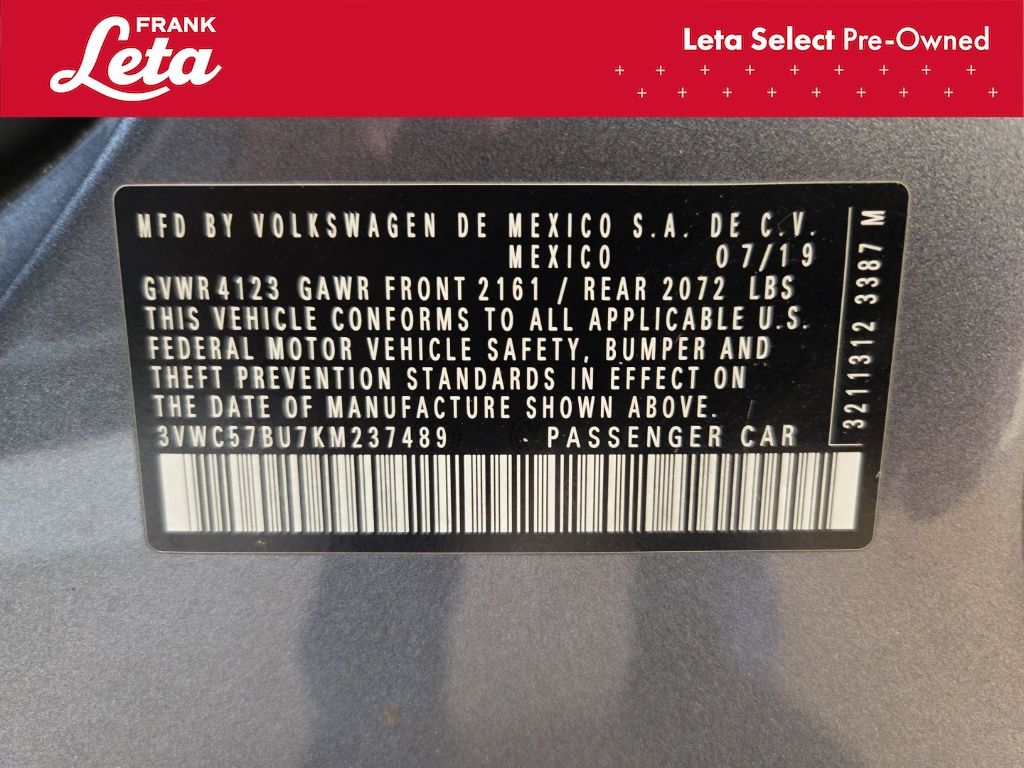 FRANK
Leta
Leta Select Pre-Owned
MFD BY VOLKSWAGEN DE MEXICO S.A. DE C.V.
MEXICO 07/19
GVWR 4123 GAWR FRONT 2161 / REAR 2072 LBS
THIS VEHICLE CONFORMS TO ALL APPLICABLE U.S.
FEDERAL MOTOR VEHICLE SAFETY, BUMPER AND
THEFT PREVENTION STANDARDS IN EFFECT ON
THE DATE OF MANUFACTURE SHOWN ABOVE.
3VWC57BU7KM237489 - PASSENGER CAR
3211312 3387 M